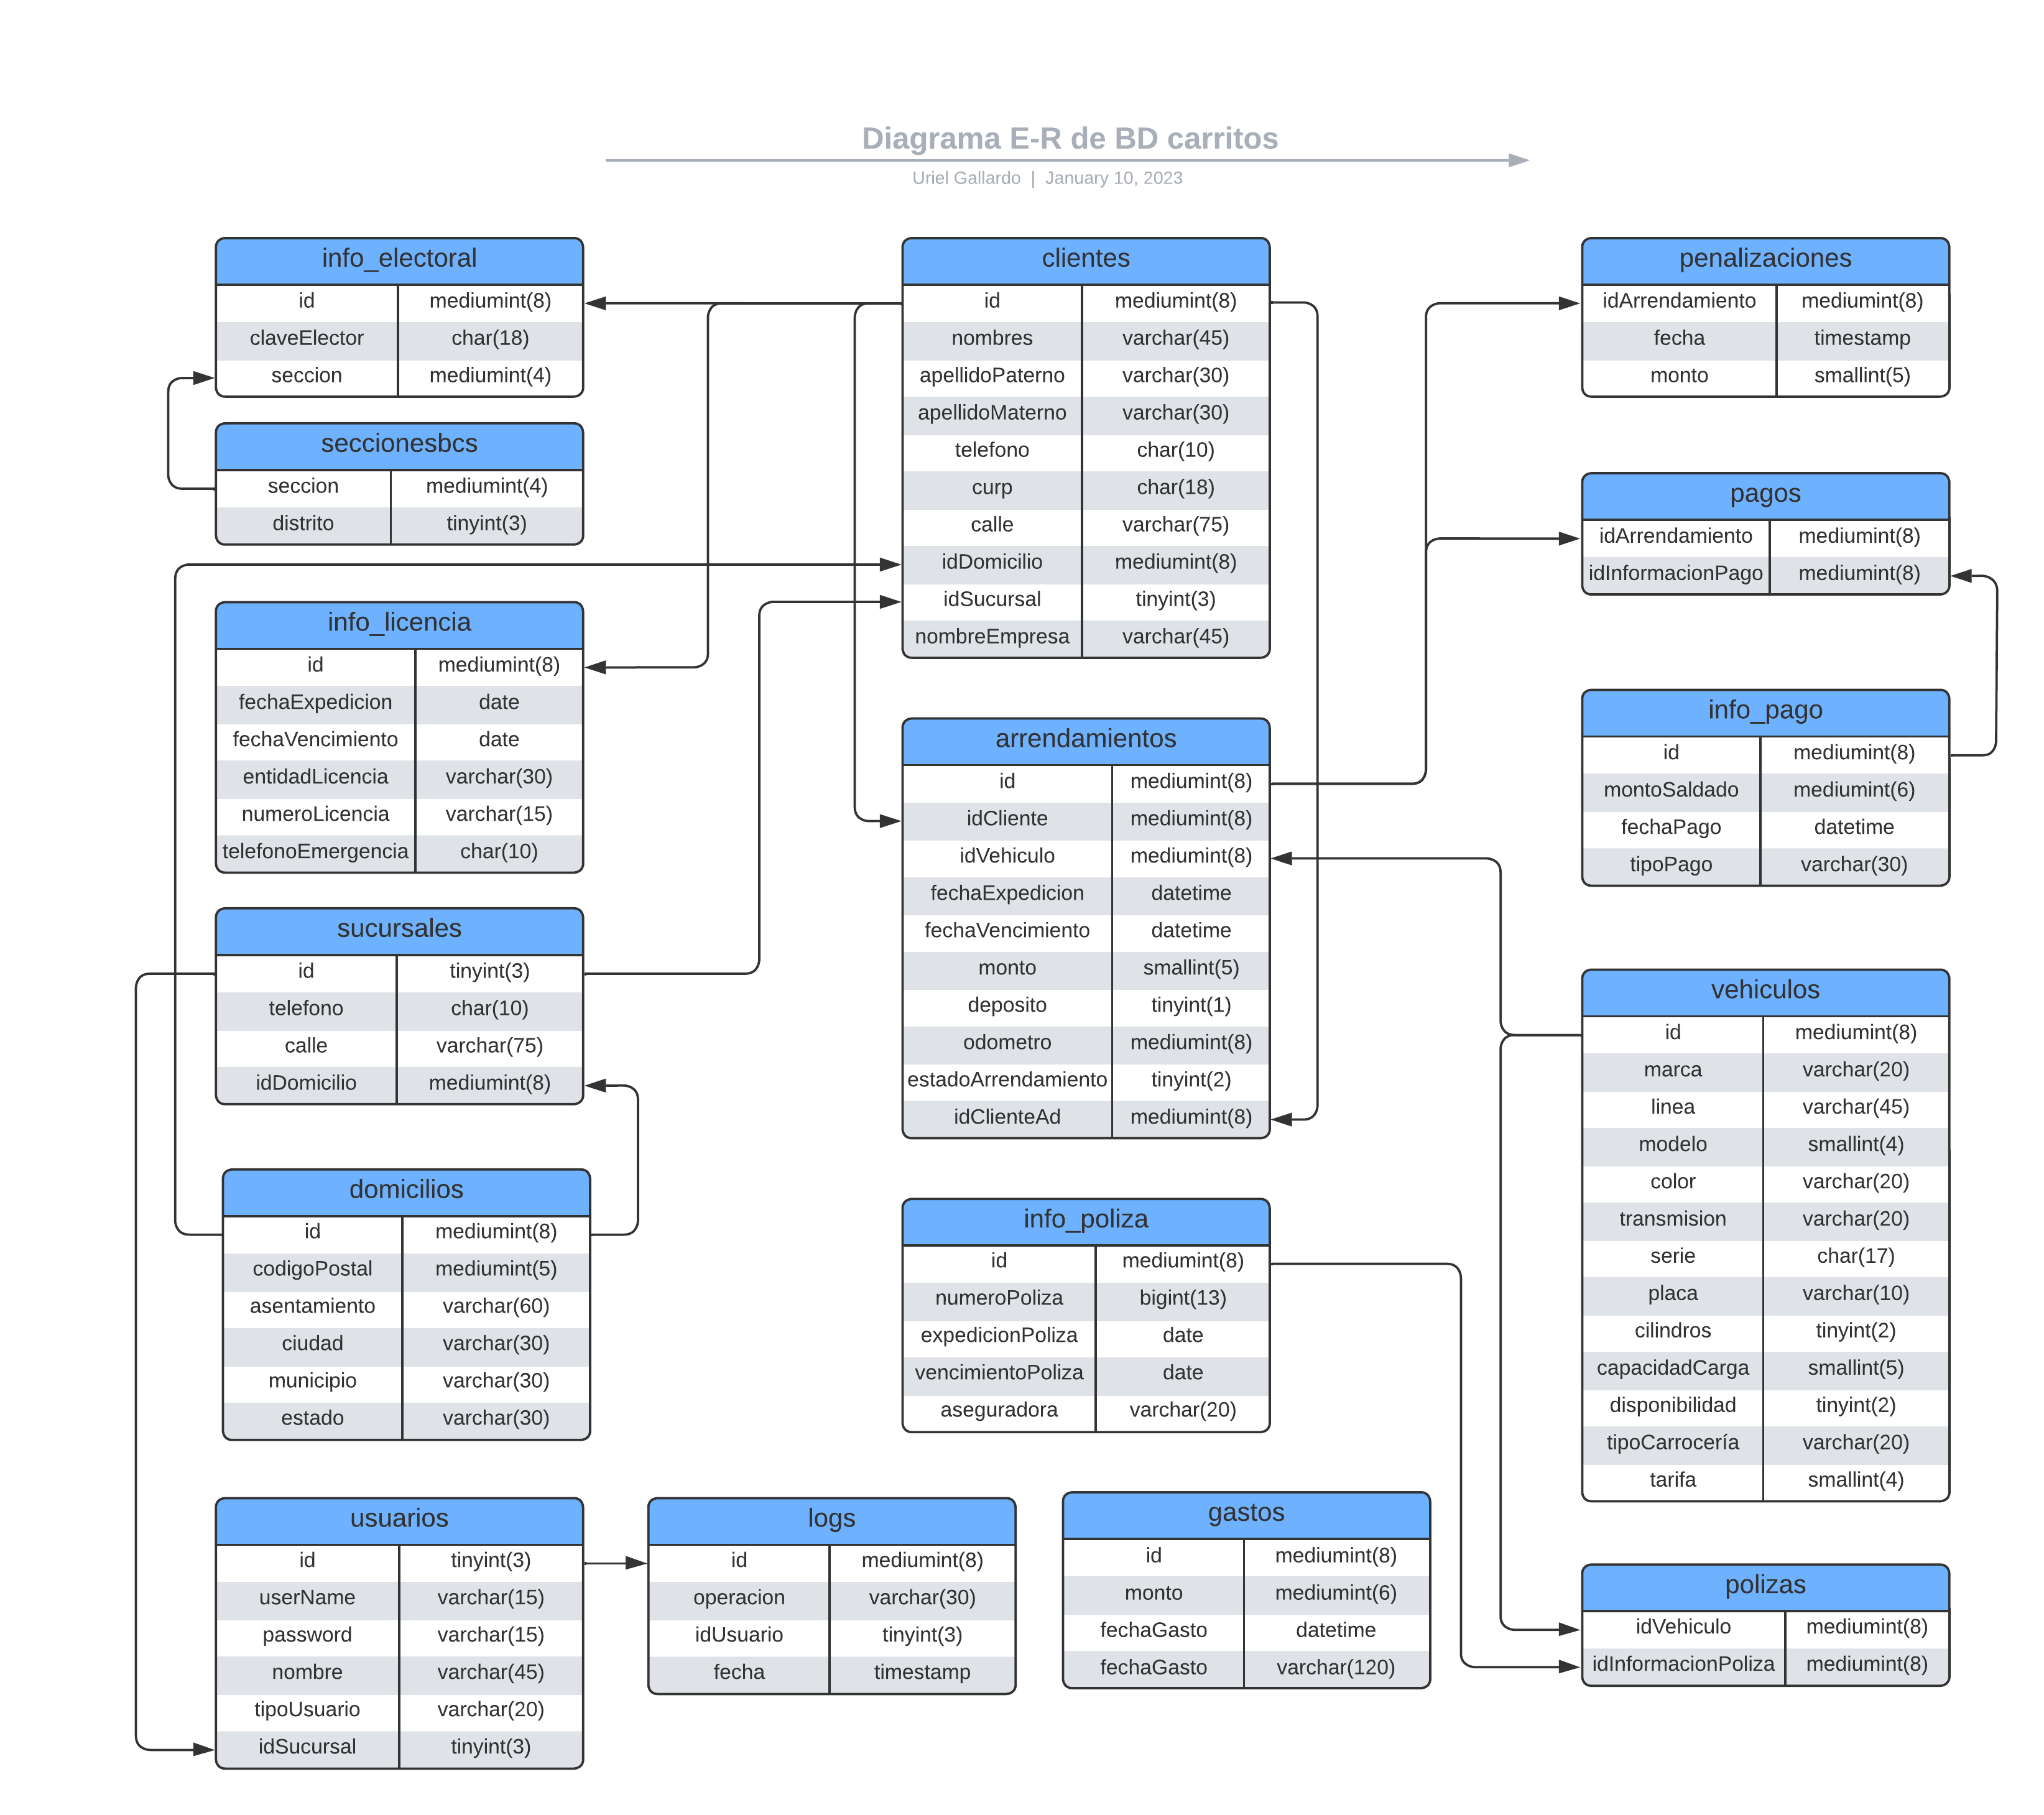 Diagrama E-R de BD carritos
Uriel Gallardo | January 10, 2023
info_electoral
id mediumint(8)
claveElector char(18)
seccion mediumint(4)
seccionesbcs
seccion mediumint(4)
distrito tinyint(3)
info_licencia
id mediumint(8)
fechaExpedicion date
fechaVencimiento date
entidadLicencia varchar(30)
numeroLicencia varchar(15)
telefonoEmergencia char(10)
sucursales
id tinyint(3)
telefono char(10)
calle varchar(75)
idDomicilio mediumint(8)
domicilios
id mediumint(8)
codigoPostal mediumint(5)
asentamiento varchar(60)
ciudad varchar(30)
municipio varchar(30)
estado varchar(30)
usuarios
id tinyint(3)
userName varchar(15)
password varchar(15)
nombre varchar(45)
tipoUsuario varchar(20)
idSucursal tinyint(3)
logs
id mediumint(8)
operacion varchar(30)
idUsuario tinyint(3)
fecha timestamp
clientes
id mediumint(8)
nombres varchar(45)
apellidoPaterno varchar(30)
apellidoMaterno varchar(30)
telefono char(10)
curp char(18)
calle varchar(75)
idDomicilio mediumint(8)
idSucursal tinyint(3)
nombreEmpresa varchar(45)
arrendamientos
id mediumint(8)
idCliente mediumint(8)
idVehiculo mediumint(8)
fechaExpedicion datetime
fechaVencimiento datetime
monto smallint(5)
deposito tinyint(1)
odometro mediumint(8)
estadoArrendamiento tinyint(2)
idClienteAd mediumint(8)
info_poliza
id mediumint(8)
numeroPoliza bigint(13)
expedicionPoliza date
vencimientoPoliza date
aseguradora varchar(20)
gastos
id mediumint(8)
monto mediumint(6)
fechaGasto datetime
fechaGasto varchar(120)
penalizaciones
idArrendamiento mediumint(8)
fecha timestamp
monto smallint(5)
pagos
idArrendamiento mediumint(8)
idInformacionPago mediumint(8)
info_pago
id mediumint(8)
montoSaldado mediumint(6)
fechaPago datetime
tipoPago varchar(30)
vehiculos
id mediumint(8)
marca varchar(20)
linea varchar(45)
modelo smallint(4)
color varchar(20)
transmision varchar(20)
serie char(17)
placa varchar(10)
cilindros tinyint(2)
capacidadCarga smallint(5)
disponibilidad tinyint(2)
tipoCarrocería varchar(20)
tarifa smallint(4)
polizas
idVehiculo mediumint(8)
idInformacionPoliza mediumint(8)